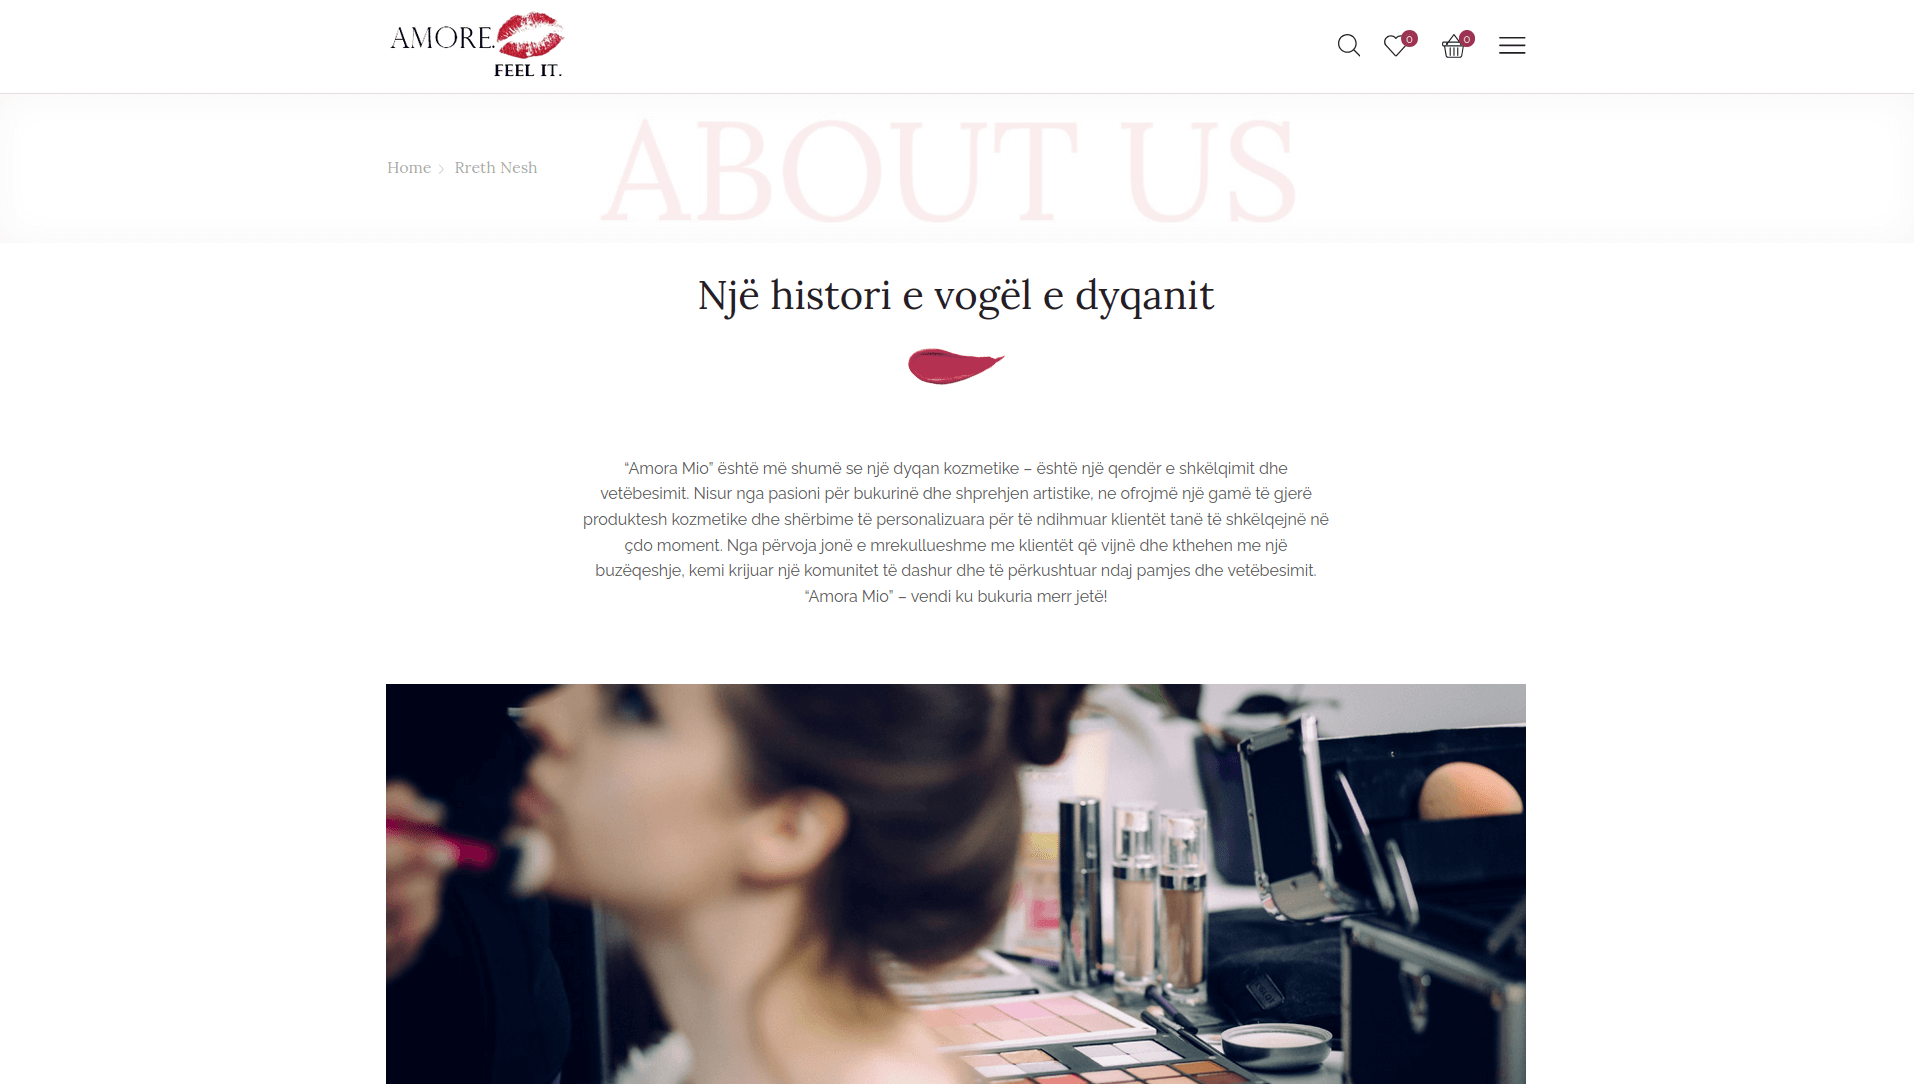 AMORE.
FEEL IT.
0
0
ABOUT US
Home
Rreth Nesh
Një histori e vogël e dyqanit
“Amora Mio” është më shumë se një dyqan kozmetike – është një qendër e shkëlqimit dhe
vetëbesimit. Nisur nga pasioni për bukurinë dhe shprehjen artistike, ne ofrojmë një gamë të gjerë
produktesh kozmetike dhe shërbime të personalizuara për të ndihmuar klientët tanë të shkëlqejnë në
çdo moment. Nga përvoja jonë e mrekullueshme me klientët që vijnë dhe kthehen me një
buzëqeshje, kemi krijuar një komunitet të dashur dhe të përkushtuar ndaj pamjes dhe vetëbesimit.
“Amora Mio” – vendi ku bukuria merr jetë!